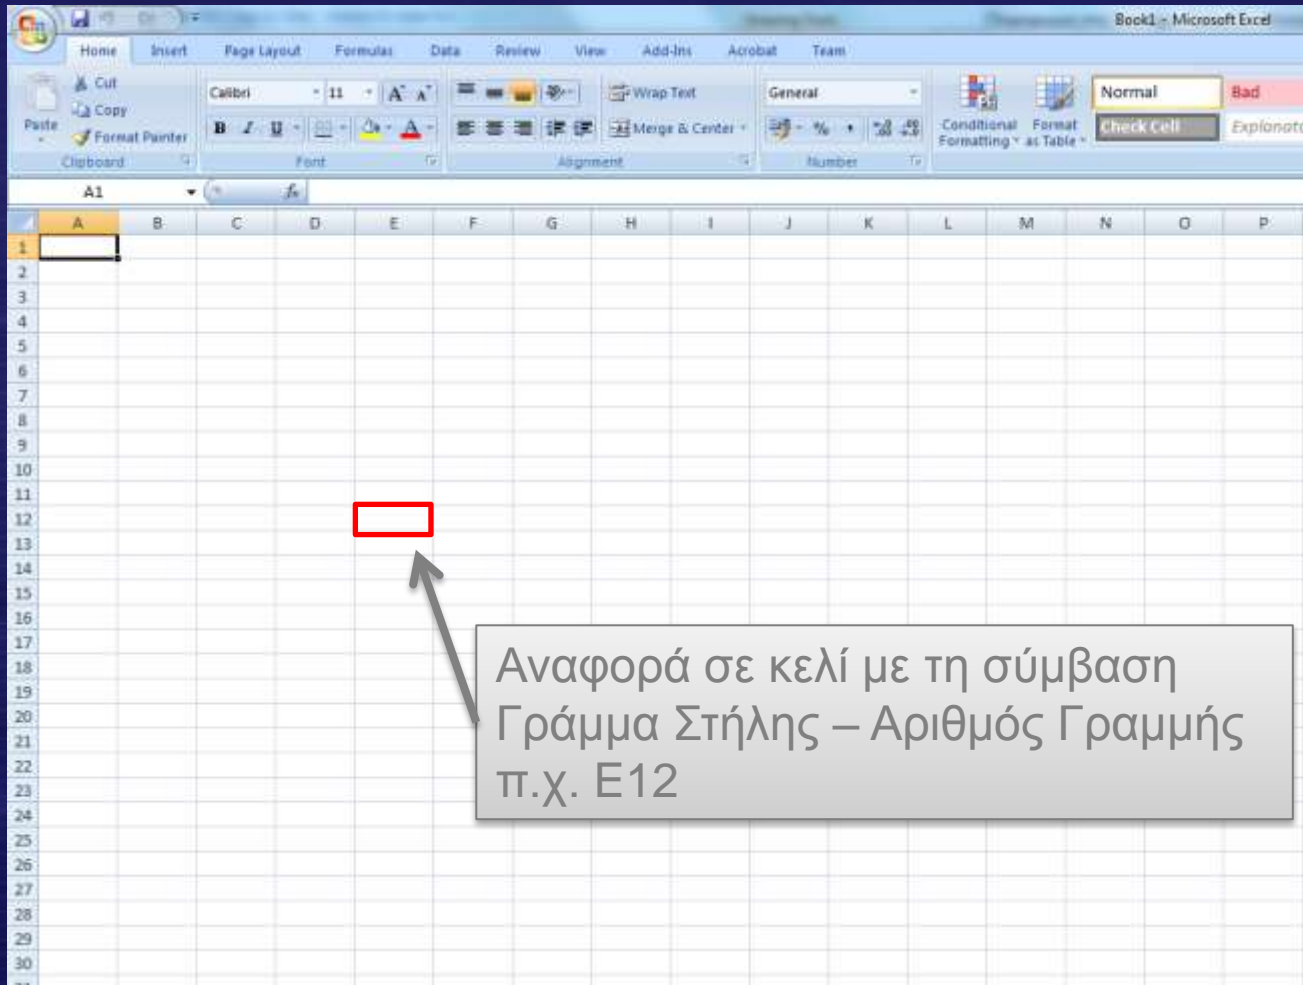 Book1 - Microsoft Excel
Home Insert Page Layout Formulas Data Review View Add-Ins Acrobat Team
Cut
Copy
Paste
Format Painter
Clipboard
Calibri 11 A A
B I U A
Font
Wrap Text
Merge & Center
Alignment
General
%
Number
Conditional Formatting
Format as Table
Normal Bad
Check Cell
A1 fx
A B C D E F G H I J K L M N O P
1
2
3
4
5
6
7
8
9
10
11
12
13
14
15
16
17
18
19
20
21
22
23
24
25
26
27
28
29
30
Αναφορά σε κελί με τη σύμβαση
Γράμμα Στήλης – Αριθμός Γραμμής
π.χ. E12